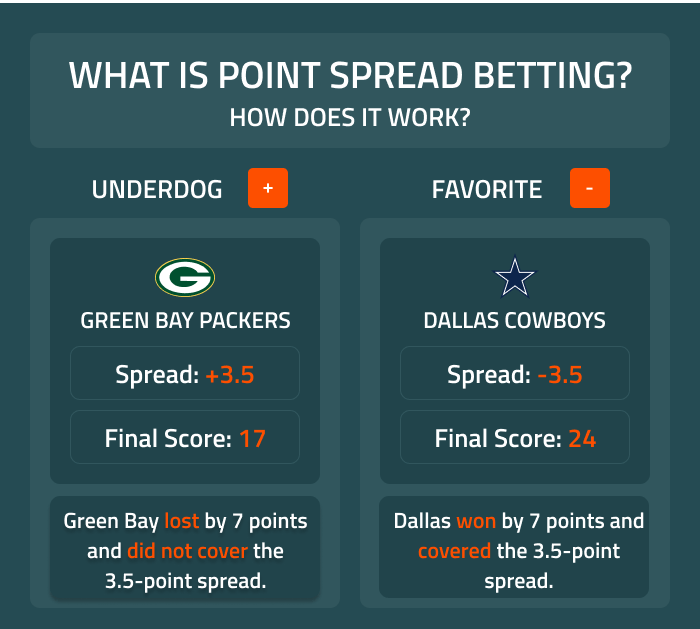 WHAT IS POINT SPREAD BETTING?
HOW DOES IT WORK?
UNDERDOG +
FAVORITE -
G
GREEN BAY PACKERS
Spread: +3.5
Final Score: 17
Green Bay lost by 7 points
and did not cover the
3.5-point spread.
DALLAS COWBOYS
Spread: -3.5
Final Score: 24
Dallas won by 7 points and
covered the 3.5-point
spread.